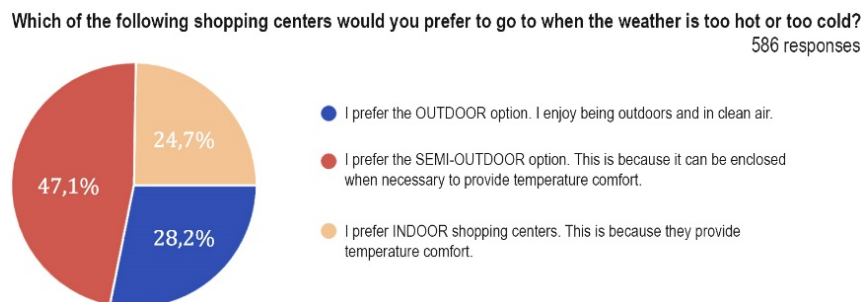 Which of the following shopping centers would you prefer to go to when the weather is too hot or too cold?
586 responses
24,7%
47,1%
28,2%
I prefer the OUTDOOR option. I enjoy being outdoors and in clean air.
I prefer the SEMI-OUTDOOR option. This is because it can be enclosed
when necessary to provide temperature comfort.
I prefer INDOOR shopping centers. This is because they provide
temperature comfort.